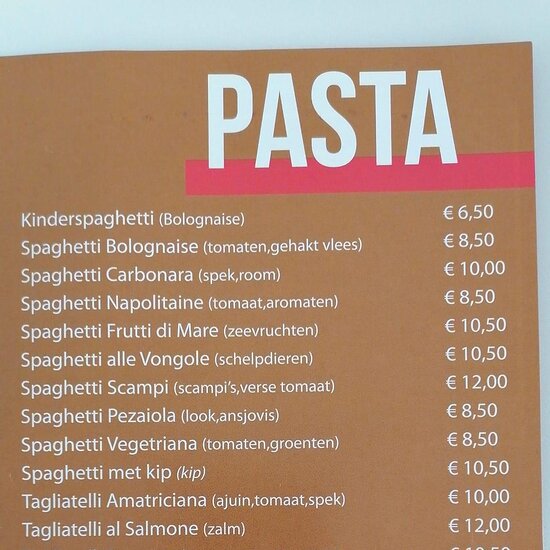 PASTA
Kinderspaghetti (Bolognaise) € 6,50
Spaghetti Bolognaise (tomaten,gehakt vlees) € 8,50
Spaghetti Carbonara (spek,room) € 10,00
Spaghetti Napolitaine (tomaat,aromaten) € 8,50
Spaghetti Frutti di Mare (zeevruchten) € 10,50
Spaghetti alle Vongole (schelpdieren) € 10,50
Spaghetti Scampi (scampi's,verse tomaat) € 12,00
Spaghetti Pezaiola (look,ansjovis) € 8,50
Spaghetti Vegetriana (tomaten,groenten) € 8,50
Spaghetti met kip (kip) € 10,50
Tagliatelli Amatriciana (ajuin,tomaat,spek) € 10,00
Tagliatelli al Salmone (zalm) € 12,00